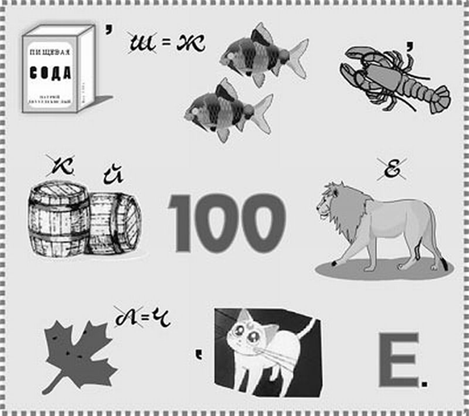 ,
Ш = Ж
ПИЩЕВАЯ
СОДА
,
К Й
100
Е
Л=Ч
,
Е.